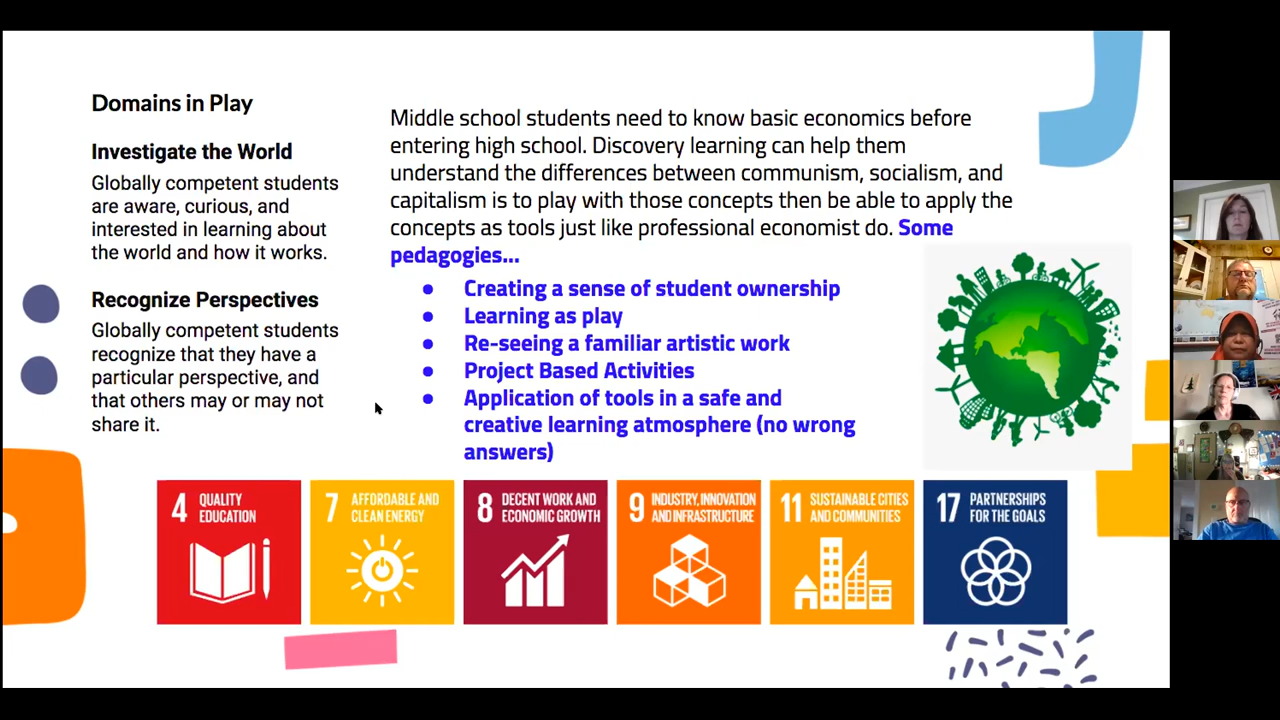 Domains in Play
Investigate the World
Globally competent students
are aware, curious, and
interested in learning about
the world and how it works.
Recognize Perspectives
Globally competent students
recognize that they have a
particular perspective, and
that others may or may not
share it.
Middle school students need to know basic economics before
entering high school. Discovery learning can help them
understand the differences between communism, socialism, and
capitalism is to play with those concepts then be able to apply the
concepts as tools just like professional economist do. Some
pedagogies...
● Creating a sense of student ownership
● Learning as play
● Re-seeing a familiar artistic work
● Project Based Activities
● Application of tools in a safe and
creative learning atmosphere (no wrong
answers)
4 QUALITY
EDUCATION
7 AFFORDABLE AND
CLEAN ENERGY
8 DECENT WORK AND
ECONOMIC GROWTH
9 INDUSTRY, INNOVATION
AND INFRASTRUCTURE
11 SUSTAINABLE CITIES
AND COMMUNITIES
17 PARTNERSHIPS
FOR THE GOALS